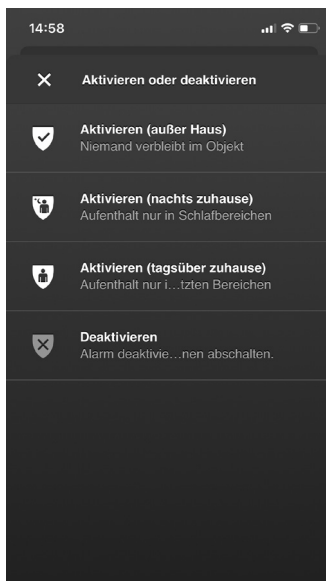 14:58
Aktivieren oder deaktivieren
Aktivieren (außer Haus)
Niemand verbleibt im Objekt
Aktivieren (nachts zuhause)
Aufenthalt nur in Schlafbereichen
Aktivieren (tagsüber zuhause)
Aufenthalt nur i...tzten Bereichen
Deaktivieren
Alarm deaktivie...nen abschalten.